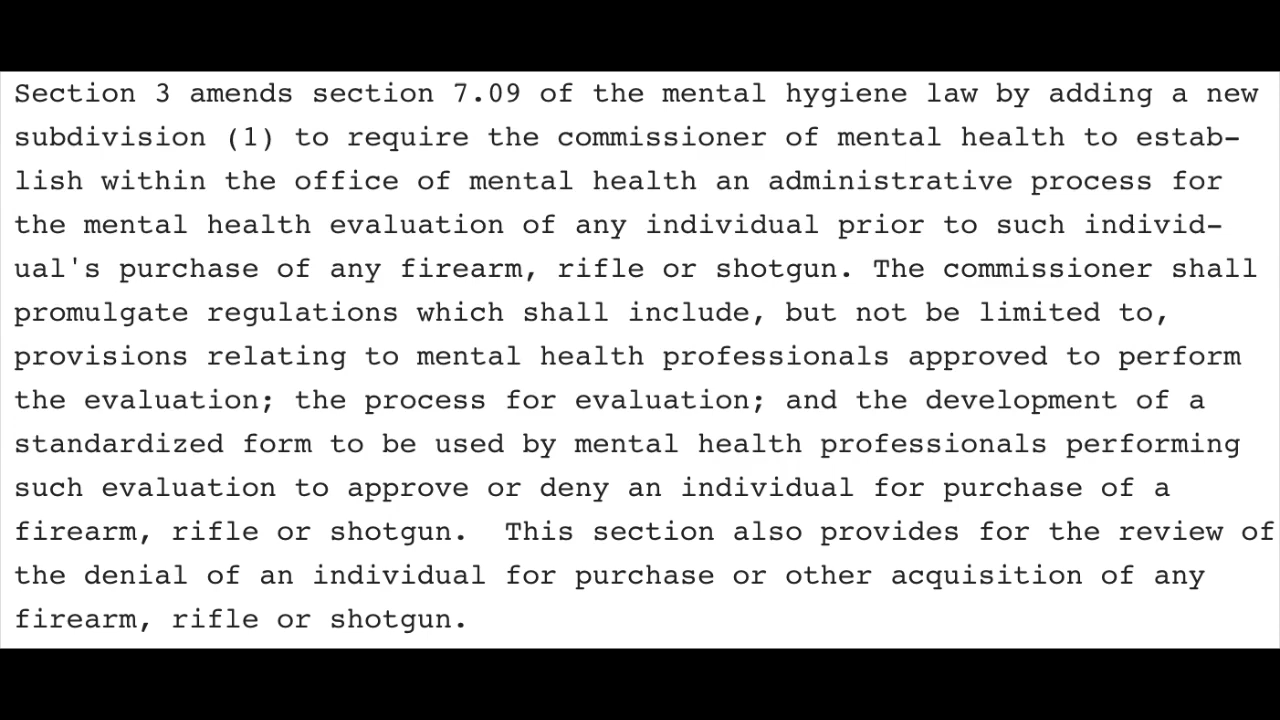 Section 3 amends section 7.09 of the mental hygiene law by adding a new
subdivision (1) to require the commissioner of mental health to estab-
lish within the office of mental health an administrative process for
the mental health evaluation of any individual prior to such individ-
ual's purchase of any firearm, rifle or shotgun. The commissioner shall
promulgate regulations which shall include, but not be limited to,
provisions relating to mental health professionals approved to perform
the evaluation; the process for evaluation; and the development of a
standardized form to be used by mental health professionals performing
such evaluation to approve or deny an individual for purchase of a
firearm, rifle or shotgun.  This section also provides for the review of
the denial of an individual for purchase or other acquisition of any
firearm, rifle or shotgun.